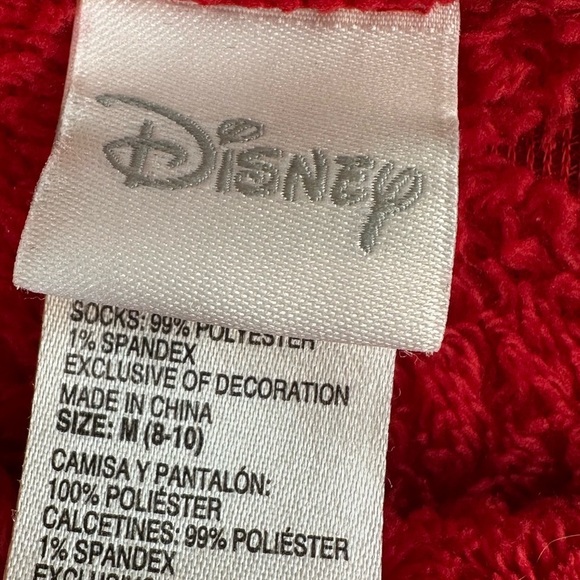 Disney
SOCKS: 99% POLYESTER
1% SPANDEX
EXCLUSIVE OF DECORATION
MADE IN CHINA
SIZE: M (8-10)
CAMISA Y PANTALÓN:
100% POLIÉSTER
CALCETINES: 99% POLIÉSTER
1% SPANDEX